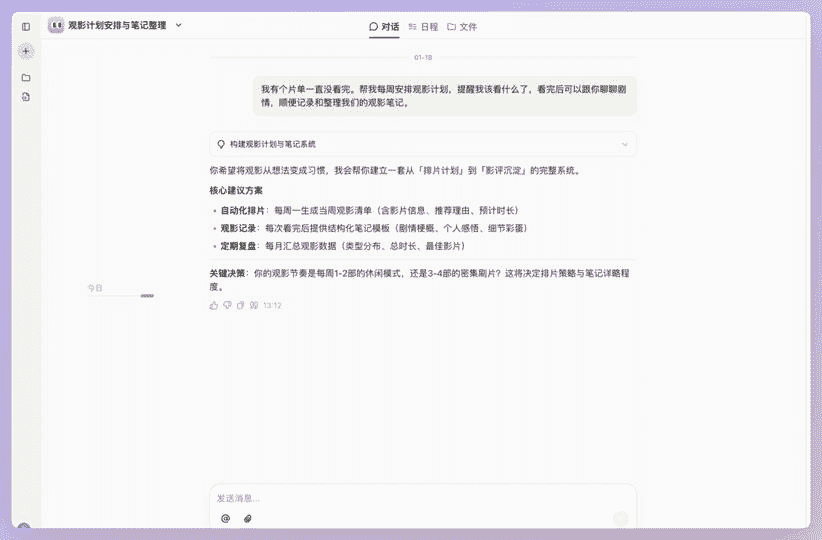 观影计划安排与笔记整理
对话 日程 文件
01-18
我有个片单一直没看完。帮我每周安排观影计划，提醒我该看什么了，看完后可以跟你聊聊剧
情，顺便记录和整理我们的观影笔记。
构建观影计划与笔记系统
你希望将观影从想法变成习惯，我会帮你建立一套从「排片计划」到「影评沉淀」的完整系统。
核心建议方案
• 自动化排片：每周一生成当周观影清单（含影片信息、推荐理由、预计时长）
• 观影记录：每次看完后提供结构化笔记模板（剧情梗概、个人感悟、细节彩蛋）
• 定期复盘：每月汇总观影数据（类型分布、总时长、最佳影片）
关键决策：你的观影节奏是每周1-2部的休闲模式，还是3-4部的密集刷片？这将决定排片策略与笔记详略程
度。
今日
13:12
发送消息...